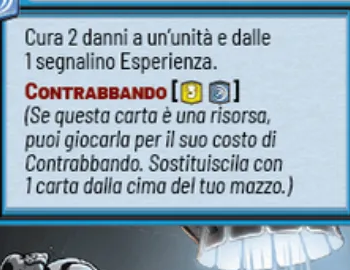 Cura 2 danni a un'unità e dalle
1 segnalino Esperienza.
CONTRABBANDO [3 ]
(Se questa carta è una risorsa,
puoi giocarla per il suo costo di
Contrabbando. Sostituiscila con
1 carta dalla cima del tuo mazzo.)